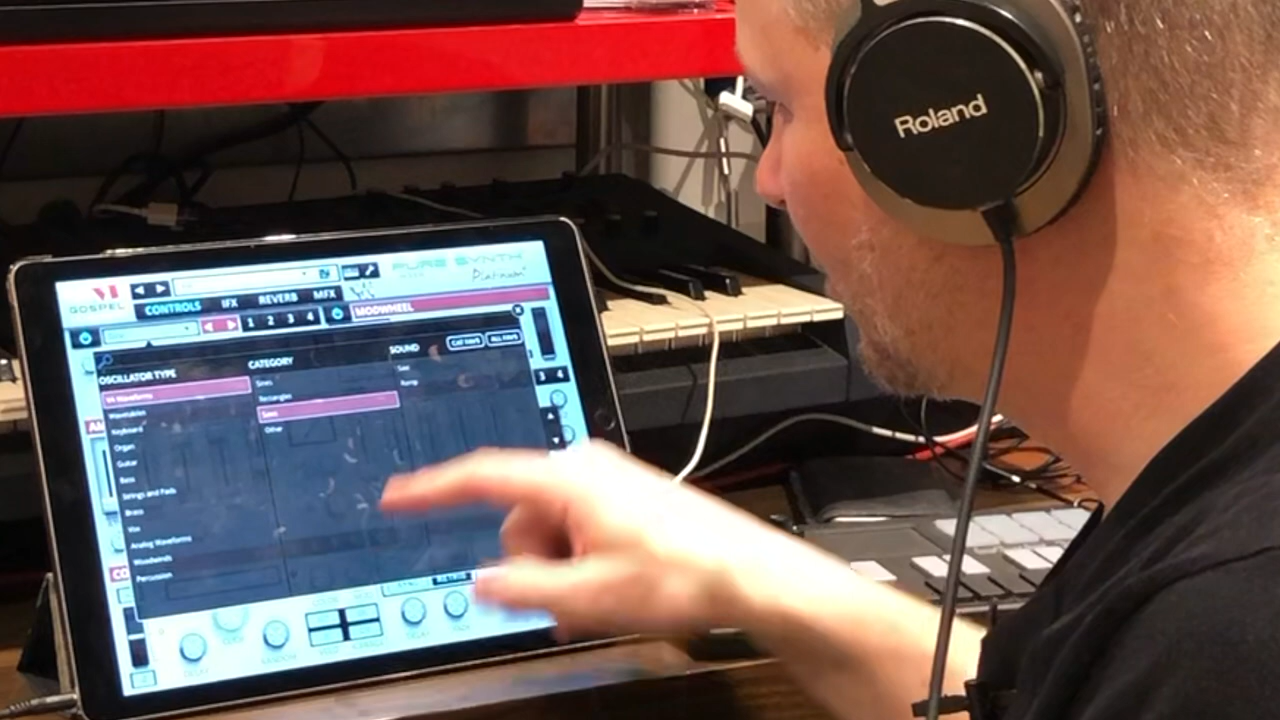 Roland
PURE SYNTH
Platinum
GOSPEL
CONTROLS IFX REVERB MFX
1 2 3 4
MODWHEEL
OSCILLATOR TYPE
CATEGORY
SOUND
CAT FAVS
ALL FAVS
VA Waveforms
Wavetables
Keyboard
Organ
Guitar
Bass
Strings and Pads
Brass
Vox
Analog Waveforms
Woodwinds
Percussion
Sines
Rectangles
Saws
Other
Saw
Ramp
3 4
RANDOM
DELAY